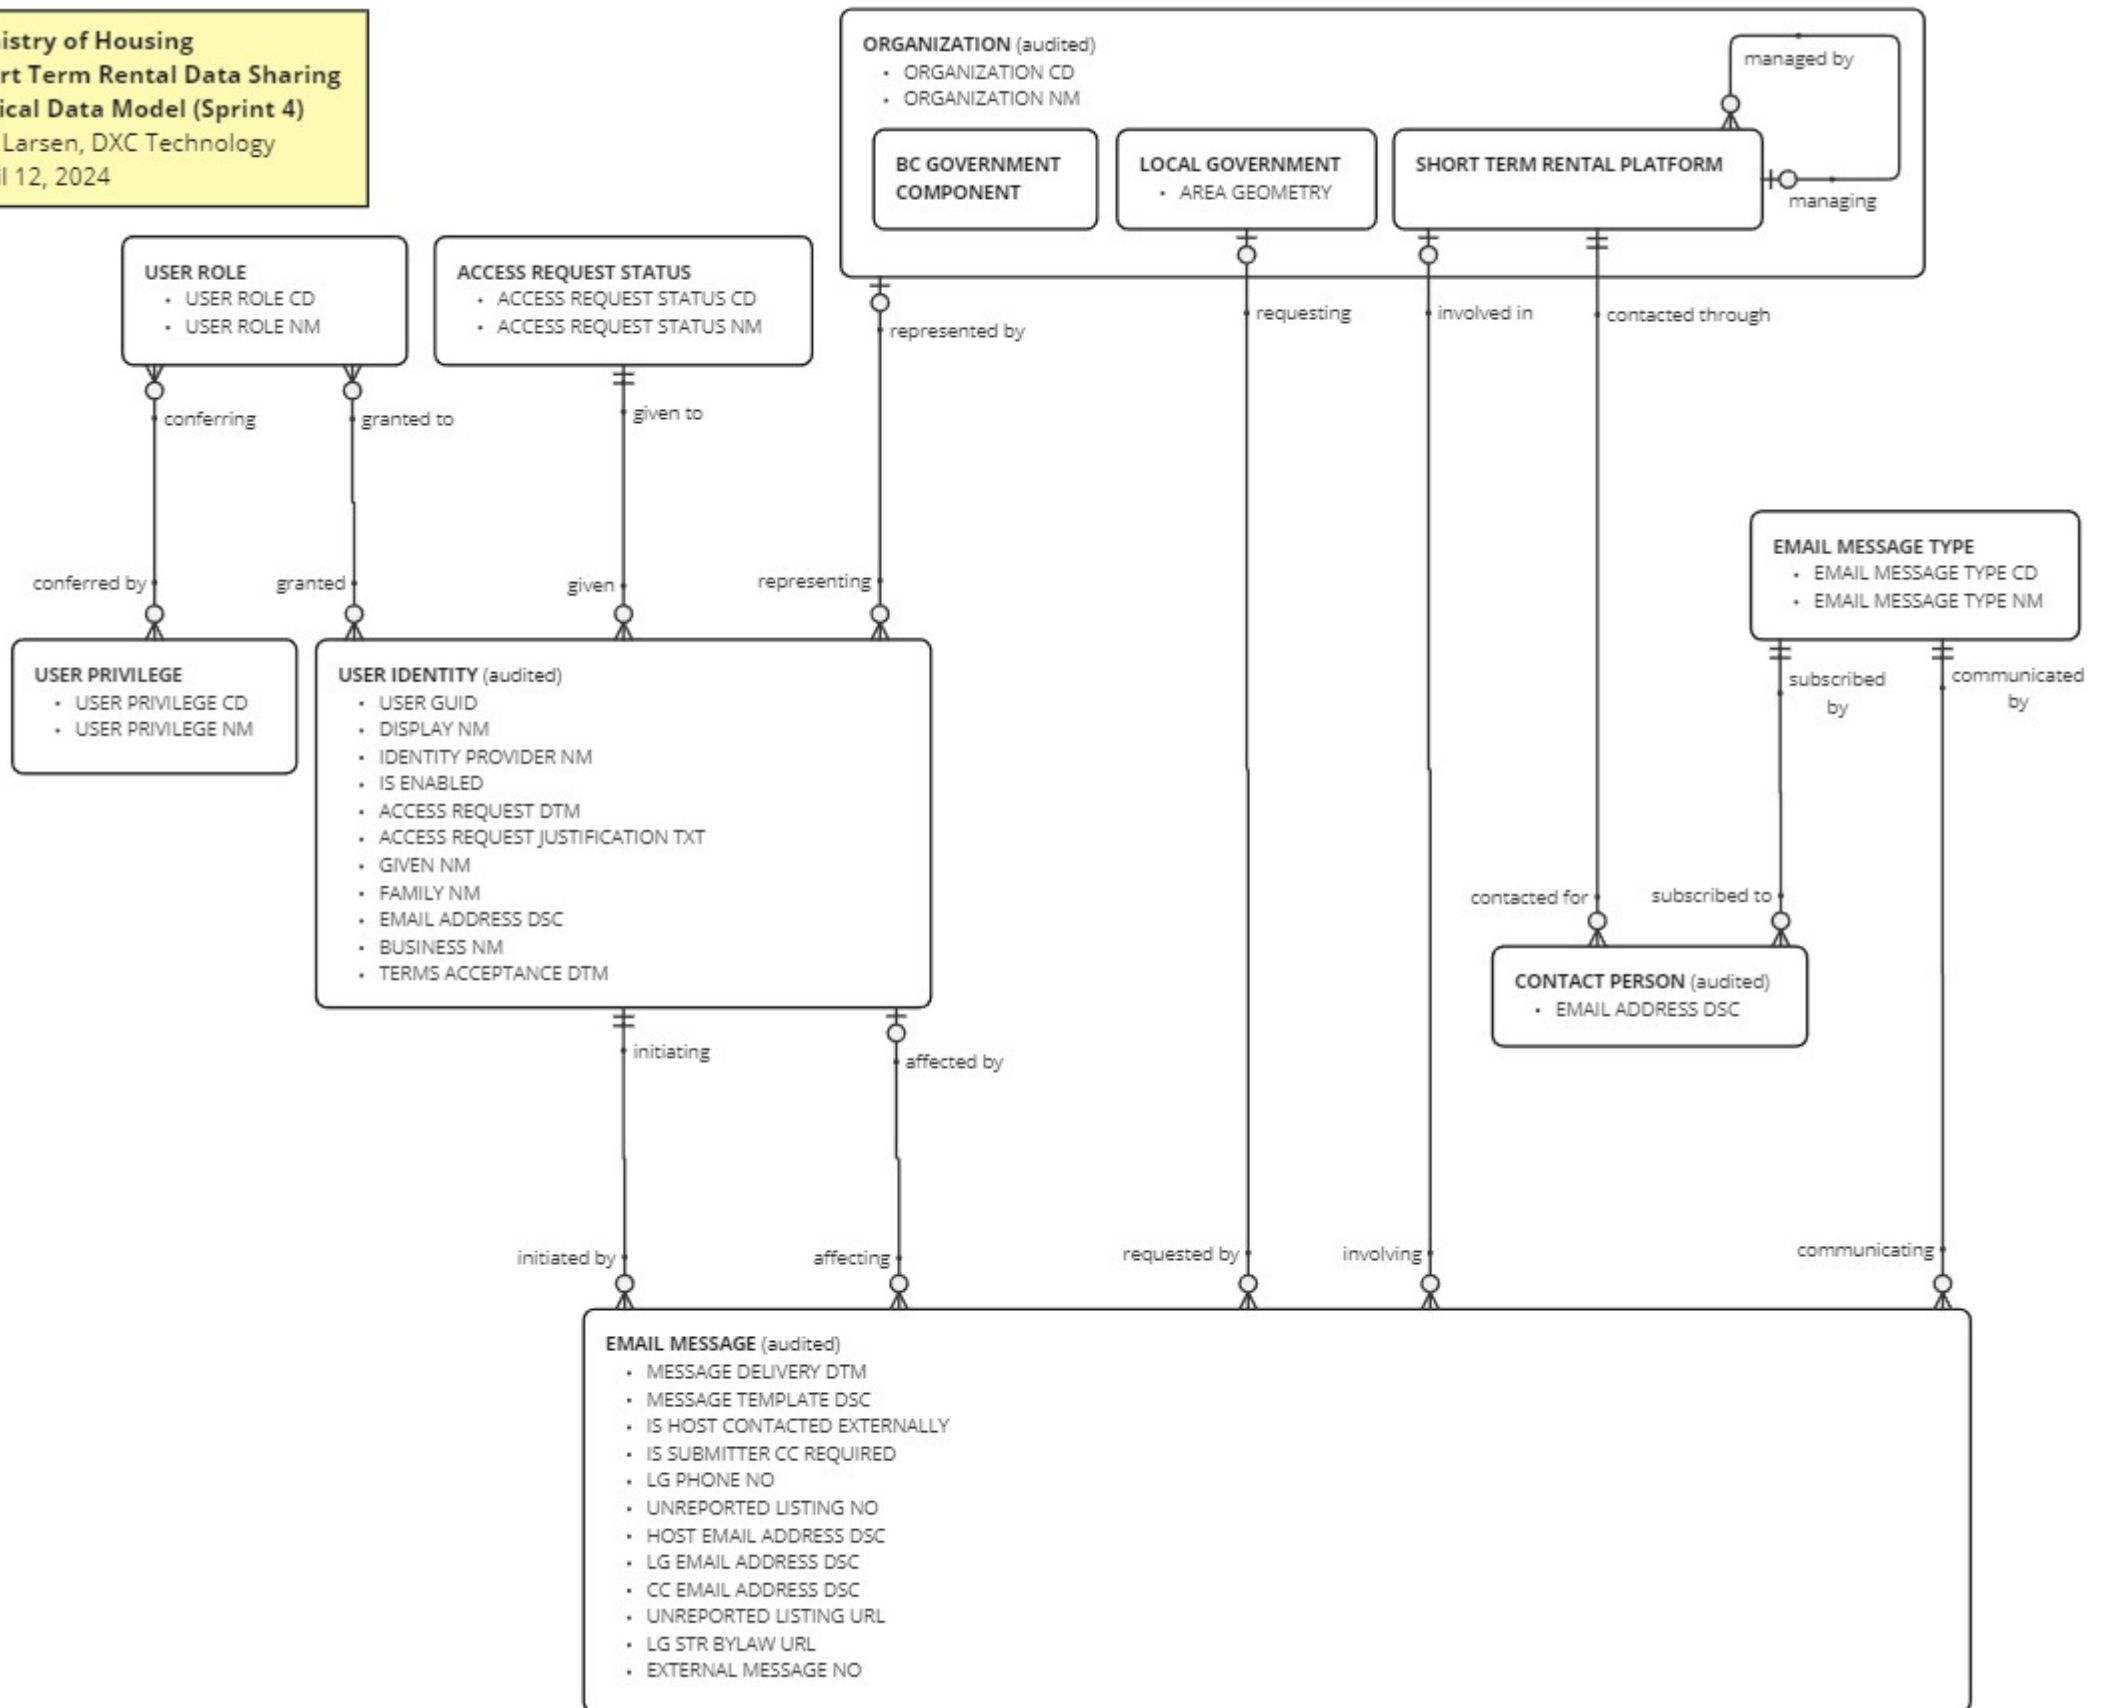 istry of Housing
rt Term Rental Data Sharing
ical Data Model (Sprint 4)
Larsen, DXC Technology
il 12, 2024
ORGANIZATION (audited)
• ORGANIZATION CD
• ORGANIZATION NM
managed by
managing
BC GOVERNMENT
COMPONENT
LOCAL GOVERNMENT
• AREA GEOMETRY
SHORT TERM RENTAL PLATFORM
USER ROLE
• USER ROLE CD
• USER ROLE NM
ACCESS REQUEST STATUS
• ACCESS REQUEST STATUS CD
• ACCESS REQUEST STATUS NM
represented by
requesting
involved in
contacted through
conferring
granted to
given to
conferred by
granted
given
representing
EMAIL MESSAGE TYPE
• EMAIL MESSAGE TYPE CD
• EMAIL MESSAGE TYPE NM
subscribed
by
communicated
by
USER PRIVILEGE
• USER PRIVILEGE CD
• USER PRIVILEGE NM
USER IDENTITY (audited)
• USER GUID
• DISPLAY NM
• IDENTITY PROVIDER NM
• IS ENABLED
• ACCESS REQUEST DTM
• ACCESS REQUEST JUSTIFICATION TXT
• GIVEN NM
• FAMILY NM
• EMAIL ADDRESS DSC
• BUSINESS NM
• TERMS ACCEPTANCE DTM
contacted for
subscribed to
CONTACT PERSON (audited)
• EMAIL ADDRESS DSC
initiating
affected by
initiated by
affecting
requested by
involving
communicating
EMAIL MESSAGE (audited)
• MESSAGE DELIVERY DTM
• MESSAGE TEMPLATE DSC
• IS HOST CONTACTED EXTERNALLY
• IS SUBMITTER CC REQUIRED
• LG PHONE NO
• UNREPORTED LISTING NO
• HOST EMAIL ADDRESS DSC
• LG EMAIL ADDRESS DSC
• CC EMAIL ADDRESS DSC
• UNREPORTED LISTING URL
• LG STR BYLAW URL
• EXTERNAL MESSAGE NO